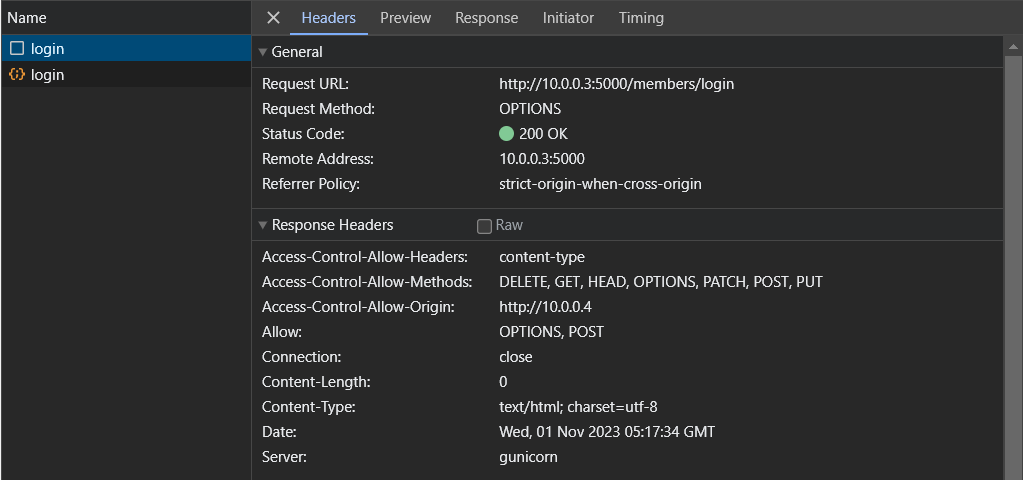 Name
login
login
Headers Preview Response Initiator Timing
General
Request URL: http://10.0.0.3:5000/members/login
Request Method: OPTIONS
Status Code: 200 OK
Remote Address: 10.0.0.3:5000
Referrer Policy: strict-origin-when-cross-origin
Response Headers Raw
Access-Control-Allow-Headers: content-type
Access-Control-Allow-Methods: DELETE, GET, HEAD, OPTIONS, PATCH, POST, PUT
Access-Control-Allow-Origin: http://10.0.0.4
Allow: OPTIONS, POST
Connection: close
Content-Length: 0
Content-Type: text/html; charset=utf-8
Date: Wed, 01 Nov 2023 05:17:34 GMT
Server: gunicorn